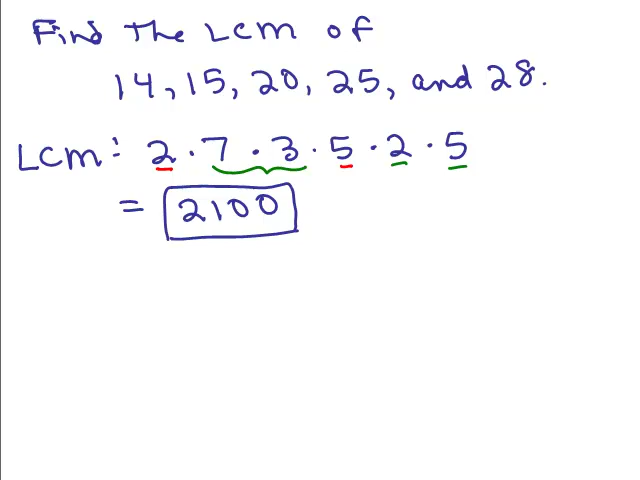 Find the LCM of
14, 15, 20, 25, and 28.
LCM: 2 · 7 · 3 · 5 · 2 · 5
= 2100